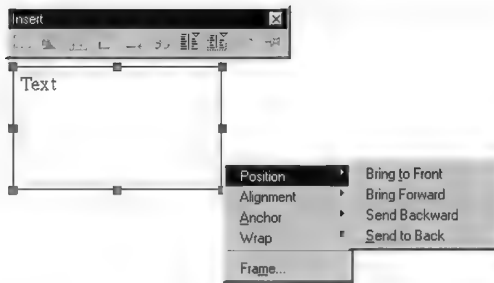 Insert
Text
Position
Alignment
Anchor
Wrap
Frame...
Bring to Front
Bring Forward
Send Backward
Send to Back